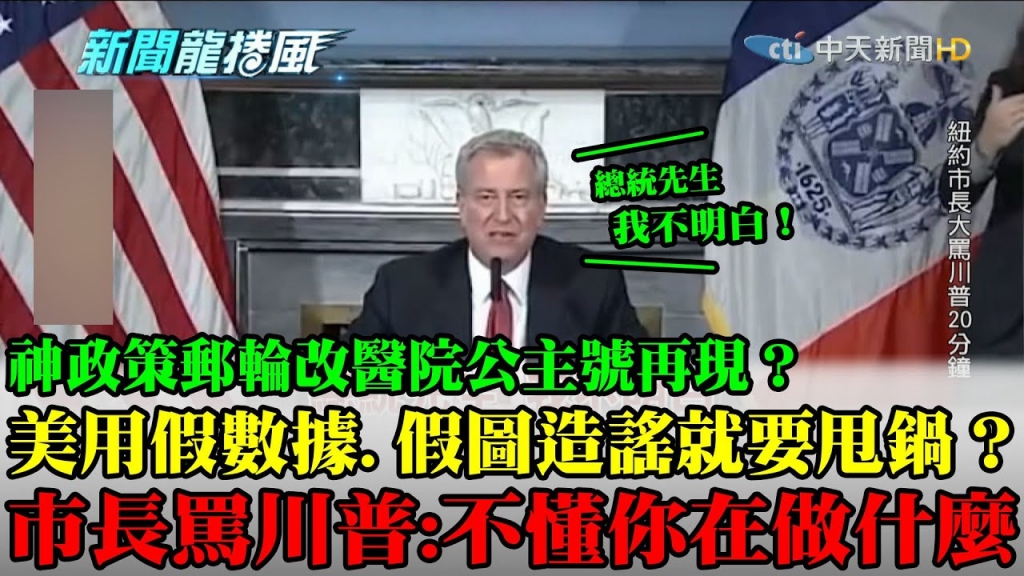 新聞龍捲風
cti 中天新聞HD
總統先生
我不明白！
1625
紐約市長大罵川普20分鐘
神政策郵輪改醫院公主號再現？
美用假數據.假圖造謠就要甩鍋？
市長罵川普:不懂你在做什麼